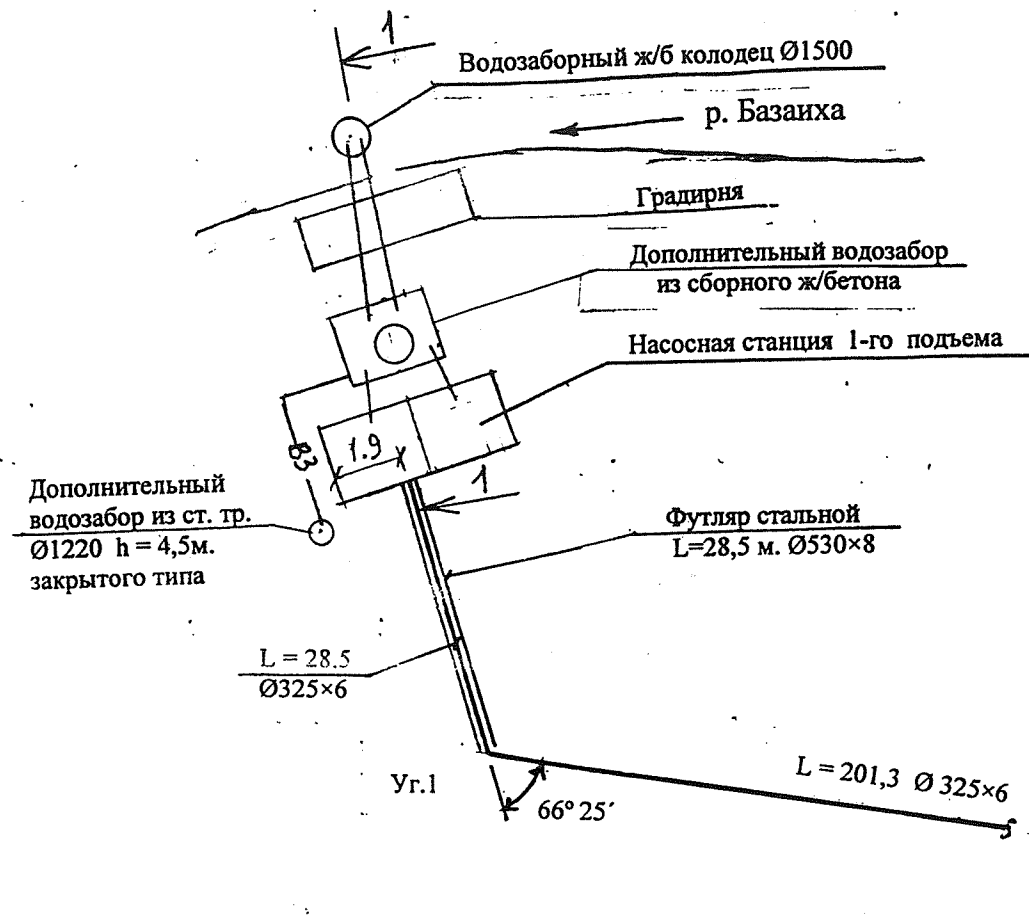 1
Водозаборный ж/б колодец Ø1500
р. Базаиха
Градирня
Дополнительный водозабор
из сборного ж/бетона
Насосная станция 1-го подъема
В3
1.9
1
Дополнительный
водозабор из ст. тр.
Ø1220 h = 4,5м.
закрытого типа
Футляр стальной
L=28,5 м. Ø530×8
L = 28.5
Ø325×6
Уг.1
66° 25´
L = 201,3 Ø 325×6